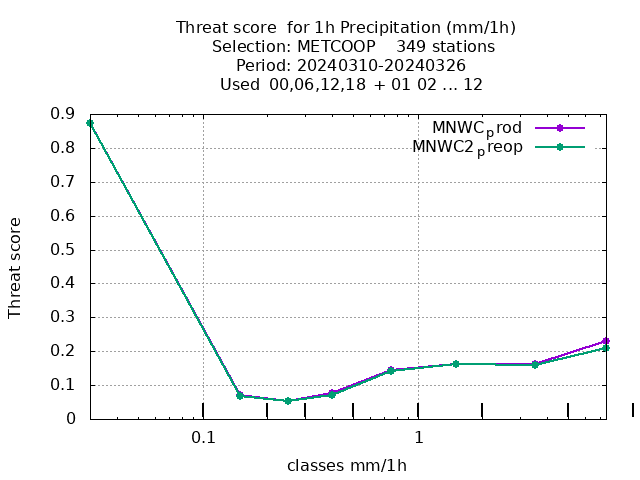 Threat score  for 1h Precipitation (mm/1h)
Selection: METCOOP    349 stations
Period: 20240310-20240326
Used  00,06,12,18  + 01 02 ... 12
MNWCprod
MNWC2preop
0.9
0.8
0.7
0.6
0.5
0.4
0.3
0.2
0.1
0
Threat score
0.1
1
classes mm/1h